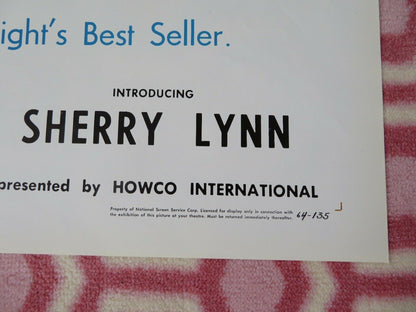 ight's Best Seller.
INTRODUCING
SHERRY LYNN
presented by HOWCO INTERNATIONAL
Property of National Screen Service Corp. Licensed for display only in connection with
the exhibition of this picture at your theatre. Must be returned immediately thereafter.
64-135